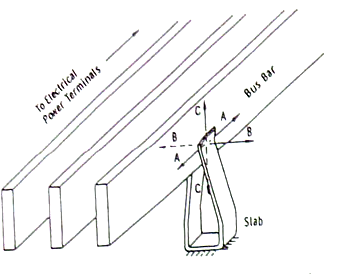 To Electrical
Power Terminals
Bus Bar
C
A
B
B
A
C
Slab